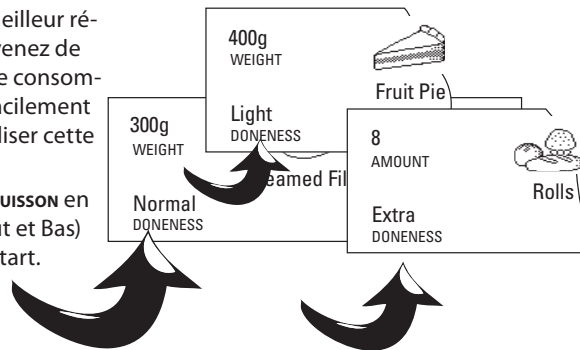 eilleur ré-
venez de
e consom-
acilement
liser cette
UISSON en
ut et Bas)
tart.
400g
WEIGHT
Fruit Pie
Light
DONENESS
300g
WEIGHT
eamed Fil
Normal
DONENESS
8
AMOUNT
Rolls
Extra
DONENESS